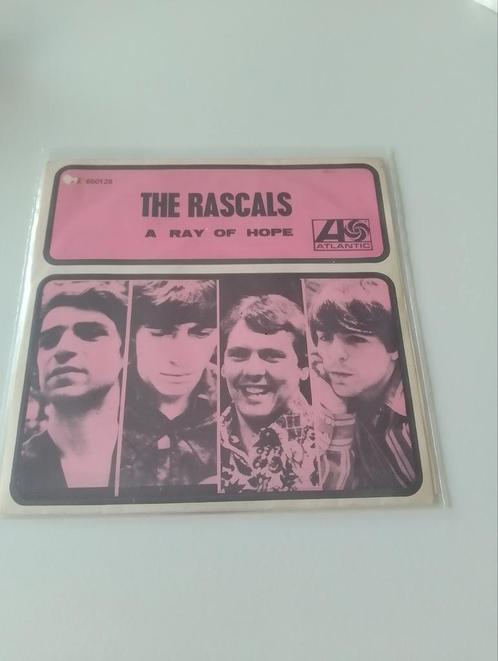 650128
THE RASCALS
A RAY OF HOPE
ATLANTIC